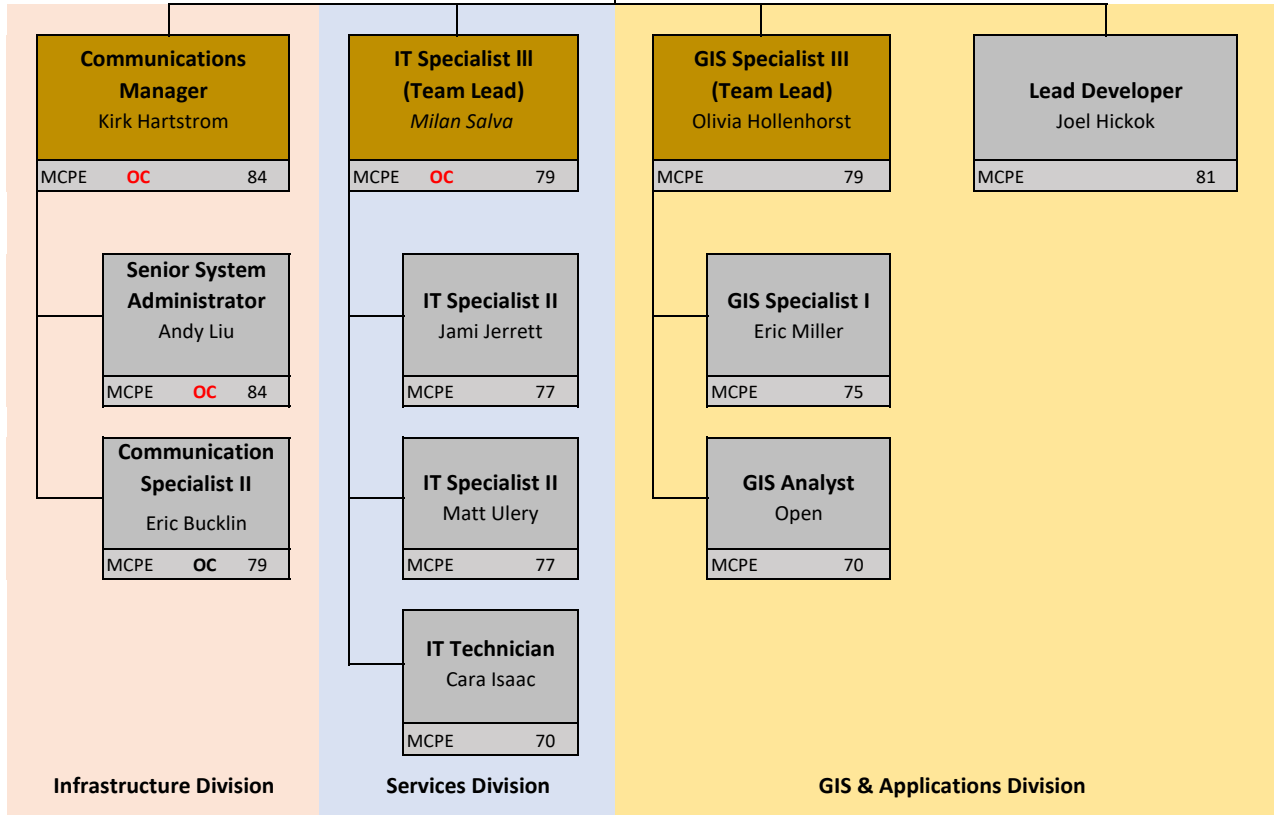 Communications
Manager
Kirk Hartstrom
MCPE OC 84
Senior System
Administrator
Andy Liu
MCPE OC 84
Communication
Specialist II
Eric Bucklin
MCPE OC 79
Infrastructure Division
IT Specialist lll
(Team Lead)
Milan Salva
MCPE OC 79
IT Specialist II
Jami Jerrett
MCPE 77
IT Specialist II
Matt Ulery
MCPE 77
IT Technician
Cara Isaac
MCPE 70
Services Division
GIS Specialist III
(Team Lead)
Olivia Hollenhorst
MCPE 79
GIS Specialist I
Eric Miller
MCPE 75
GIS Analyst
Open
MCPE 70
Lead Developer
Joel Hickok
MCPE 81
GIS & Applications Division